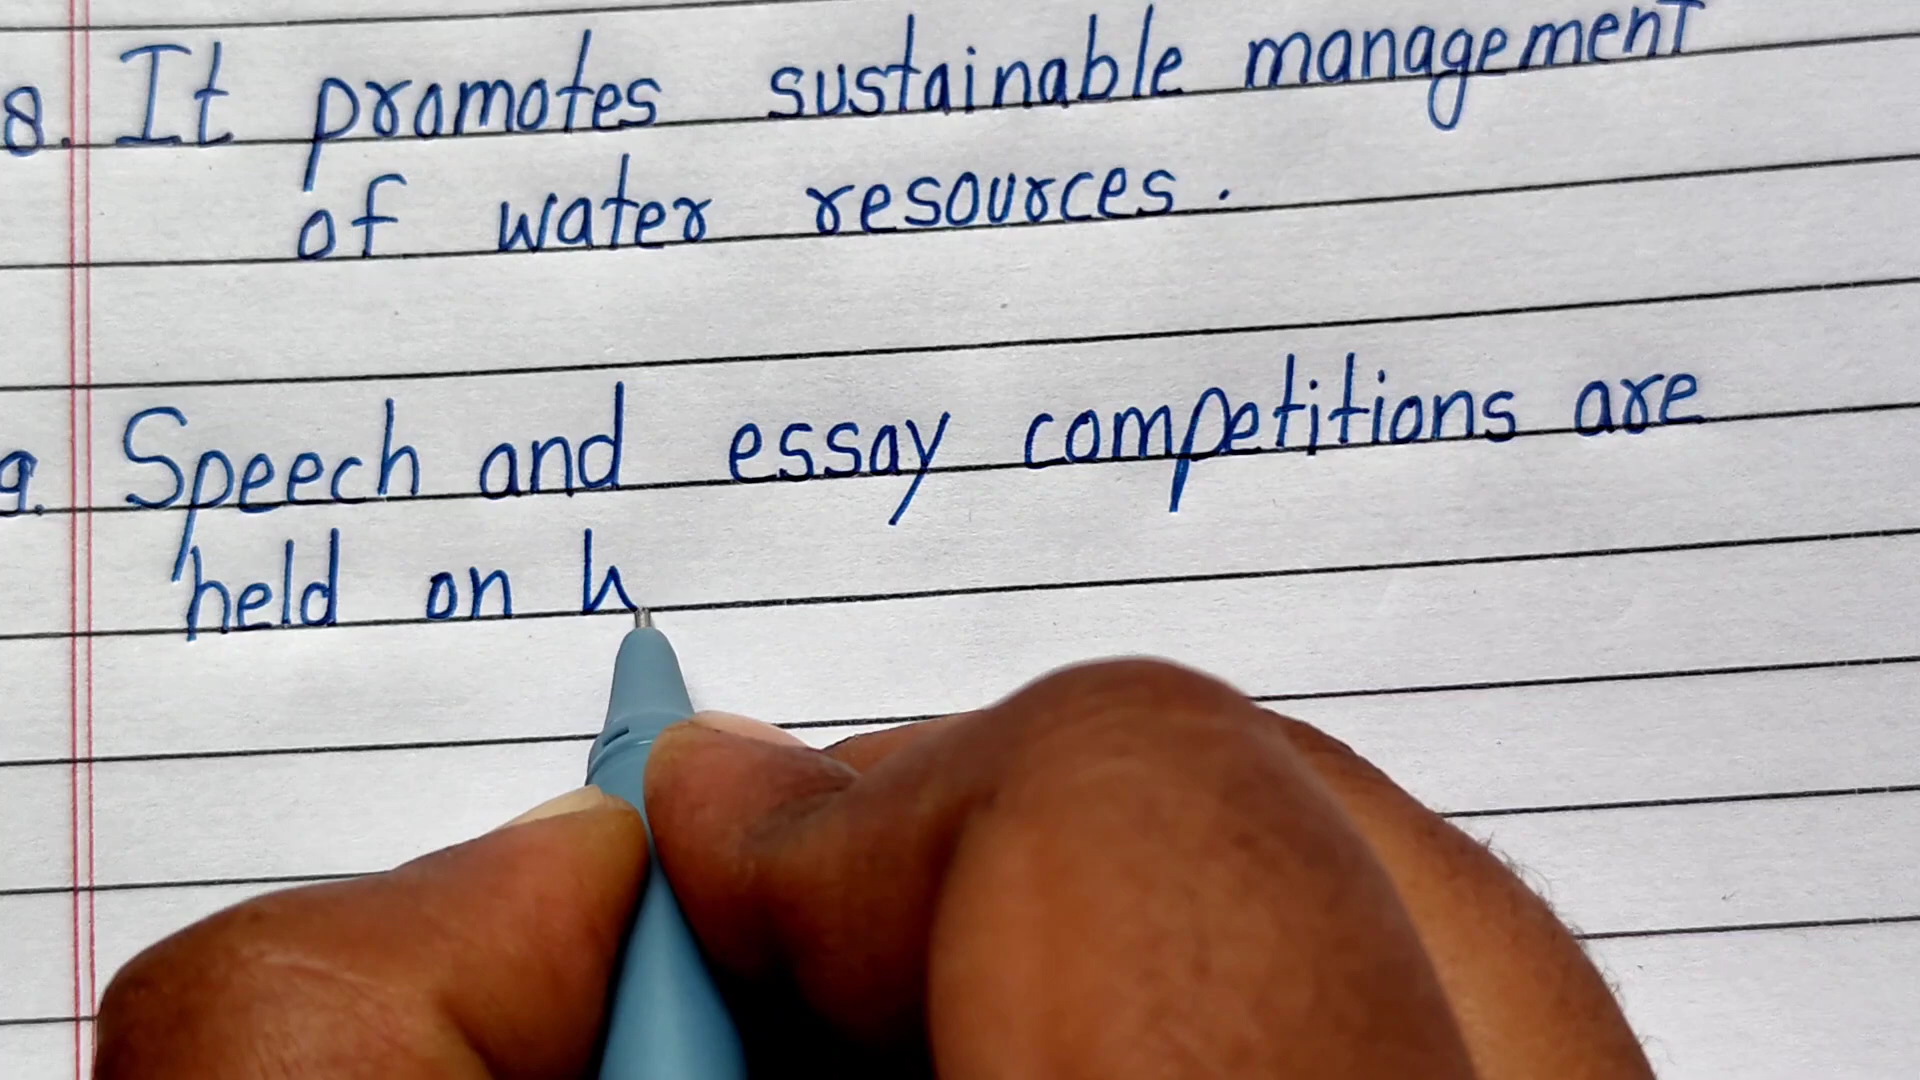 8. It promotes sustainable management
of water resources.
9. Speech and essay competitions are
held on h